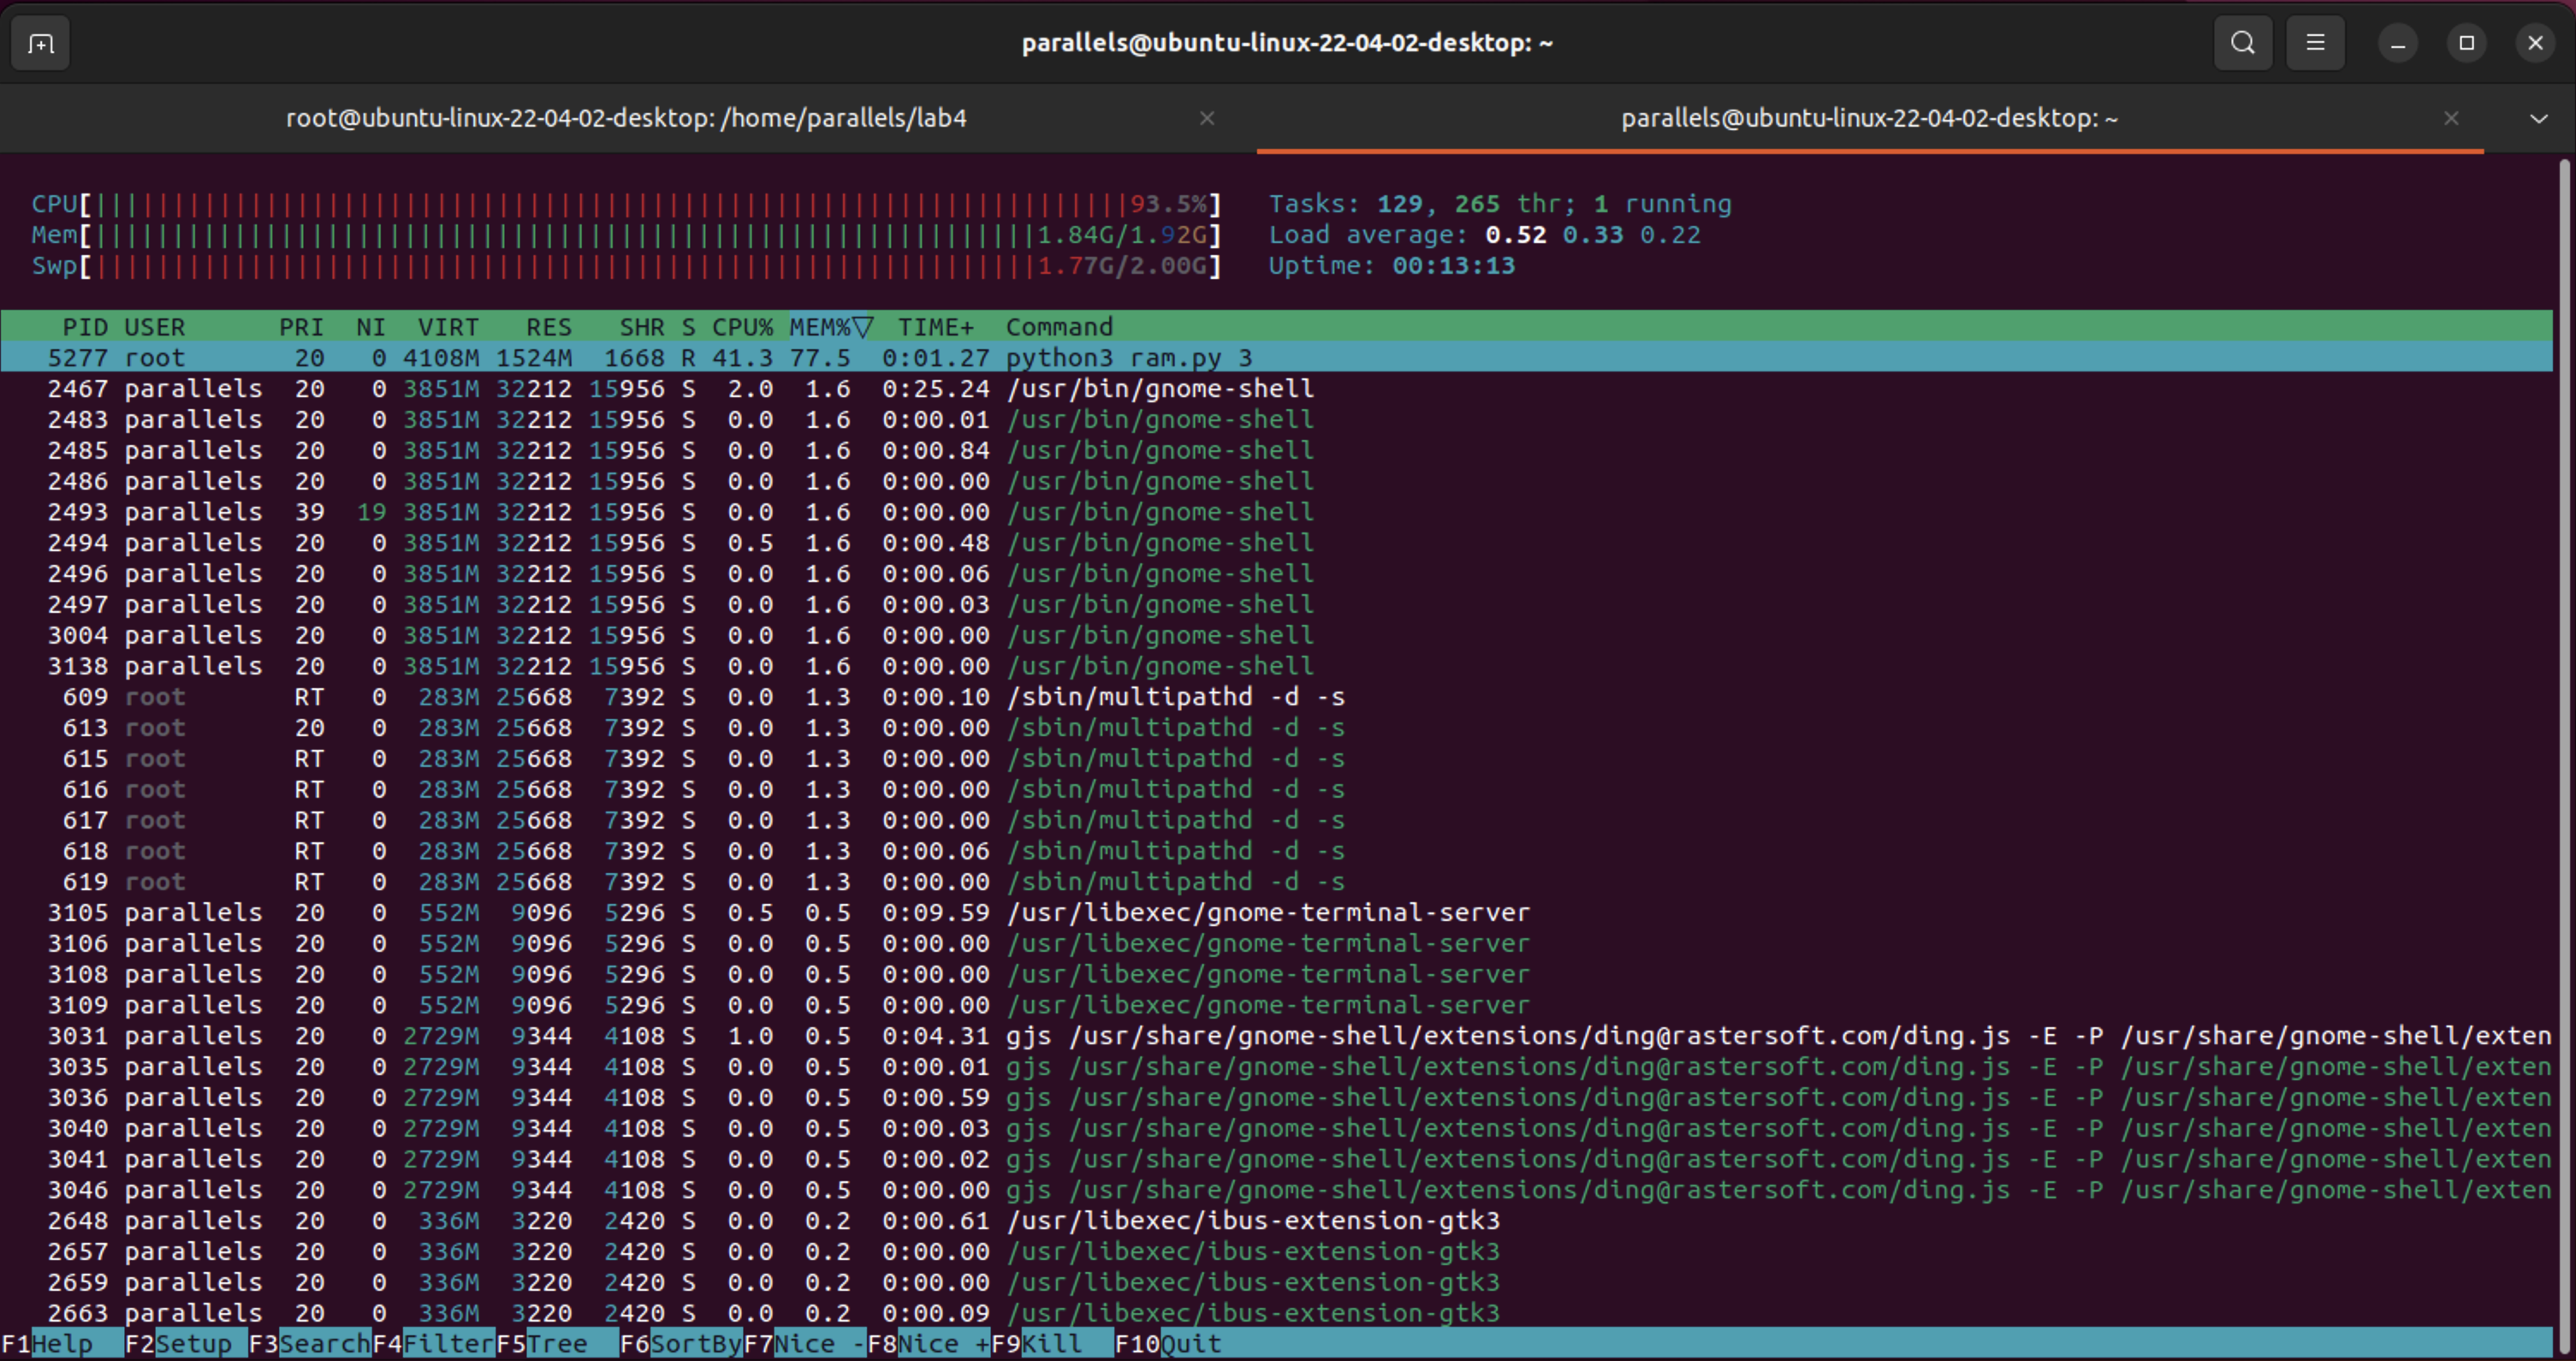 parallels@ubuntu-linux-22-04-02-desktop: ~
root@ubuntu-linux-22-04-02-desktop: /home/parallels/lab4
parallels@ubuntu-linux-22-04-02-desktop: ~
CPU[ 93.5%] Tasks: 129, 265 thr; 1 running
Mem[ 1.84G/1.92G] Load average: 0.52 0.33 0.22
Swp[ 1.77G/2.00G] Uptime: 00:13:13
PID USER PRI NI VIRT RES SHR S CPU% MEM%▽ TIME+ Command
5277 root 20 0 4108M 1524M 1668 R 41.3 77.5 0:01.27 python3 ram.py 3
2467 parallels 20 0 3851M 32212 15956 S 2.0 1.6 0:25.24 /usr/bin/gnome-shell
2483 parallels 20 0 3851M 32212 15956 S 0.0 1.6 0:00.01 /usr/bin/gnome-shell
2485 parallels 20 0 3851M 32212 15956 S 0.0 1.6 0:00.84 /usr/bin/gnome-shell
2486 parallels 20 0 3851M 32212 15956 S 0.0 1.6 0:00.00 /usr/bin/gnome-shell
2493 parallels 39 19 3851M 32212 15956 S 0.0 1.6 0:00.00 /usr/bin/gnome-shell
2494 parallels 20 0 3851M 32212 15956 S 0.5 1.6 0:00.48 /usr/bin/gnome-shell
2496 parallels 20 0 3851M 32212 15956 S 0.0 1.6 0:00.06 /usr/bin/gnome-shell
2497 parallels 20 0 3851M 32212 15956 S 0.0 1.6 0:00.03 /usr/bin/gnome-shell
3004 parallels 20 0 3851M 32212 15956 S 0.0 1.6 0:00.00 /usr/bin/gnome-shell
3138 parallels 20 0 3851M 32212 15956 S 0.0 1.6 0:00.00 /usr/bin/gnome-shell
609 root RT 0 283M 25668 7392 S 0.0 1.3 0:00.10 /sbin/multipathd -d -s
613 root 20 0 283M 25668 7392 S 0.0 1.3 0:00.00 /sbin/multipathd -d -s
615 root RT 0 283M 25668 7392 S 0.0 1.3 0:00.00 /sbin/multipathd -d -s
616 root RT 0 283M 25668 7392 S 0.0 1.3 0:00.00 /sbin/multipathd -d -s
617 root RT 0 283M 25668 7392 S 0.0 1.3 0:00.00 /sbin/multipathd -d -s
618 root RT 0 283M 25668 7392 S 0.0 1.3 0:00.06 /sbin/multipathd -d -s
619 root RT 0 283M 25668 7392 S 0.0 1.3 0:00.00 /sbin/multipathd -d -s
3105 parallels 20 0 552M 9096 5296 S 0.5 0.5 0:09.59 /usr/libexec/gnome-terminal-server
3106 parallels 20 0 552M 9096 5296 S 0.0 0.5 0:00.00 /usr/libexec/gnome-terminal-server
3108 parallels 20 0 552M 9096 5296 S 0.0 0.5 0:00.00 /usr/libexec/gnome-terminal-server
3109 parallels 20 0 552M 9096 5296 S 0.0 0.5 0:00.00 /usr/libexec/gnome-terminal-server
3031 parallels 20 0 2729M 9344 4108 S 1.0 0.5 0:04.31 gjs /usr/share/gnome-shell/extensions/ding@rastersoft.com/ding.js -E -P /usr/share/gnome-shell/exten
3035 parallels 20 0 2729M 9344 4108 S 0.0 0.5 0:00.01 gjs /usr/share/gnome-shell/extensions/ding@rastersoft.com/ding.js -E -P /usr/share/gnome-shell/exten
3036 parallels 20 0 2729M 9344 4108 S 0.0 0.5 0:00.59 gjs /usr/share/gnome-shell/extensions/ding@rastersoft.com/ding.js -E -P /usr/share/gnome-shell/exten
3040 parallels 20 0 2729M 9344 4108 S 0.0 0.5 0:00.03 gjs /usr/share/gnome-shell/extensions/ding@rastersoft.com/ding.js -E -P /usr/share/gnome-shell/exten
3041 parallels 20 0 2729M 9344 4108 S 0.0 0.5 0:00.02 gjs /usr/share/gnome-shell/extensions/ding@rastersoft.com/ding.js -E -P /usr/share/gnome-shell/exten
3046 parallels 20 0 2729M 9344 4108 S 0.0 0.5 0:00.00 gjs /usr/share/gnome-shell/extensions/ding@rastersoft.com/ding.js -E -P /usr/share/gnome-shell/exten
2648 parallels 20 0 336M 3220 2420 S 0.0 0.2 0:00.61 /usr/libexec/ibus-extension-gtk3
2657 parallels 20 0 336M 3220 2420 S 0.0 0.2 0:00.00 /usr/libexec/ibus-extension-gtk3
2659 parallels 20 0 336M 3220 2420 S 0.0 0.2 0:00.00 /usr/libexec/ibus-extension-gtk3
2663 parallels 20 0 336M 3220 2420 S 0.0 0.2 0:00.09 /usr/libexec/ibus-extension-gtk3
F1Help F2Setup F3SearchF4FilterF5Tree F6SortByF7Nice -F8Nice +F9Kill F10Quit